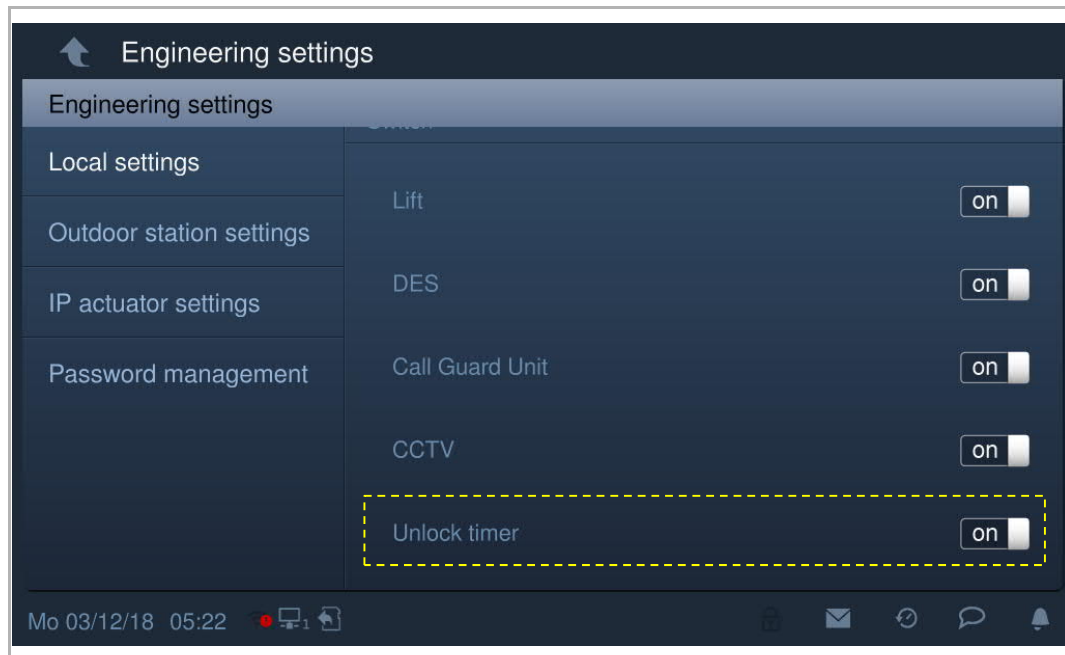 Engineering settings
Engineering settings
Local settings
Outdoor station settings
IP actuator settings
Password management
Lift on
DES on
Call Guard Unit on
CCTV on
Unlock timer on
Mo 03/12/18 05:22 1